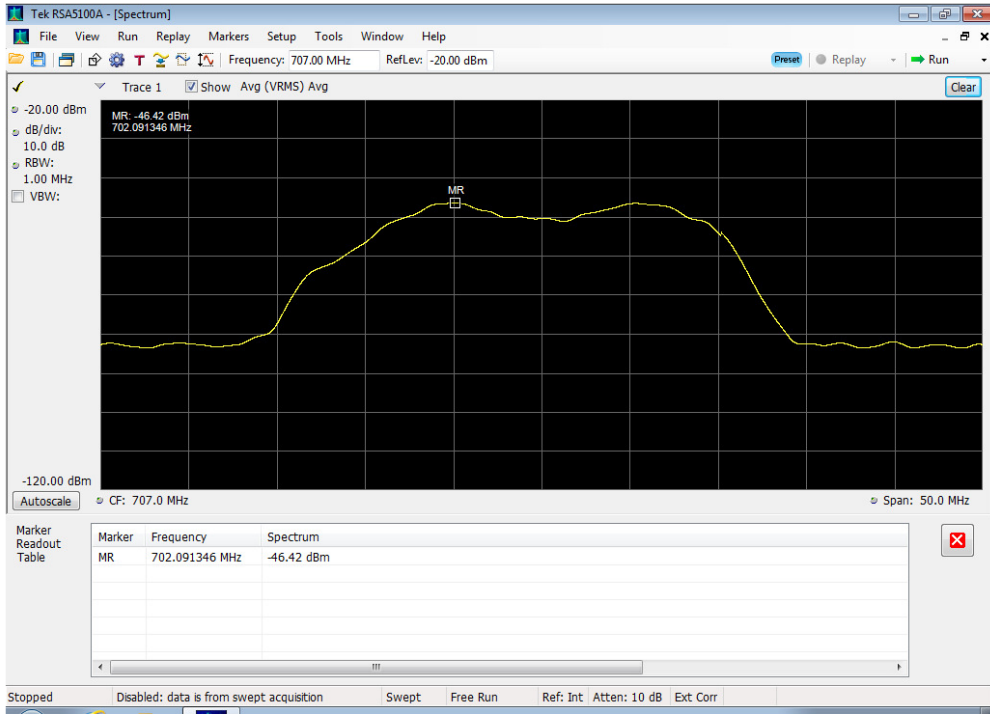 Tek RSA5100A - [Spectrum]
File View Run Replay Markers Setup Tools Window Help
T Frequency: 707.00 MHz RefLev: -20.00 dBm Preset Replay Run
Trace 1 Show Avg (VRMS) Avg Clear
-20.00 dBm
dB/div:
10.0 dB
RBW:
1.00 MHz
VBW:
MR: -46.42 dBm
702.091346 MHz
MR
-120.00 dBm
Autoscale CF: 707.0 MHz Span: 50.0 MHz
Marker
Readout
Table
Marker Frequency Spectrum
MR 702.091346 MHz -46.42 dBm
Stopped Disabled: data is from swept acquisition Swept Free Run Ref: Int Atten: 10 dB Ext Corr